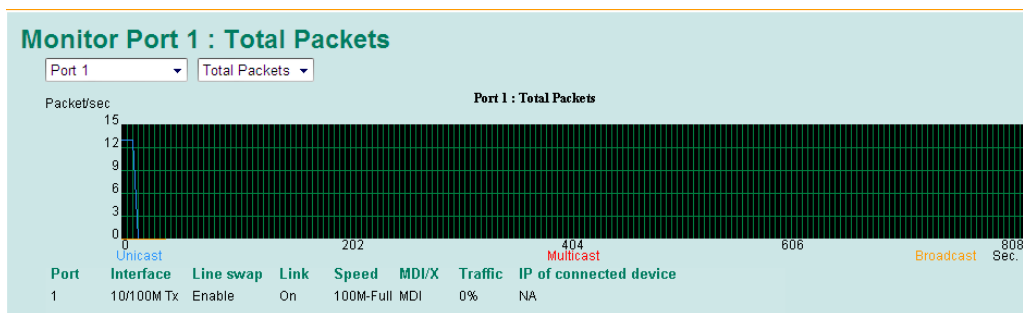 Monitor Port 1 : Total Packets
Port 1 Total Packets
Packet/sec Port 1 : Total Packets
15
12
9
6
3
0
0 202 404 606 808
Unicast Multicast Broadcast Sec.
Port Interface Line swap Link Speed MDI/X Traffic IP of connected device
1 10/100M Tx Enable On 100M-Full MDI 0% NA